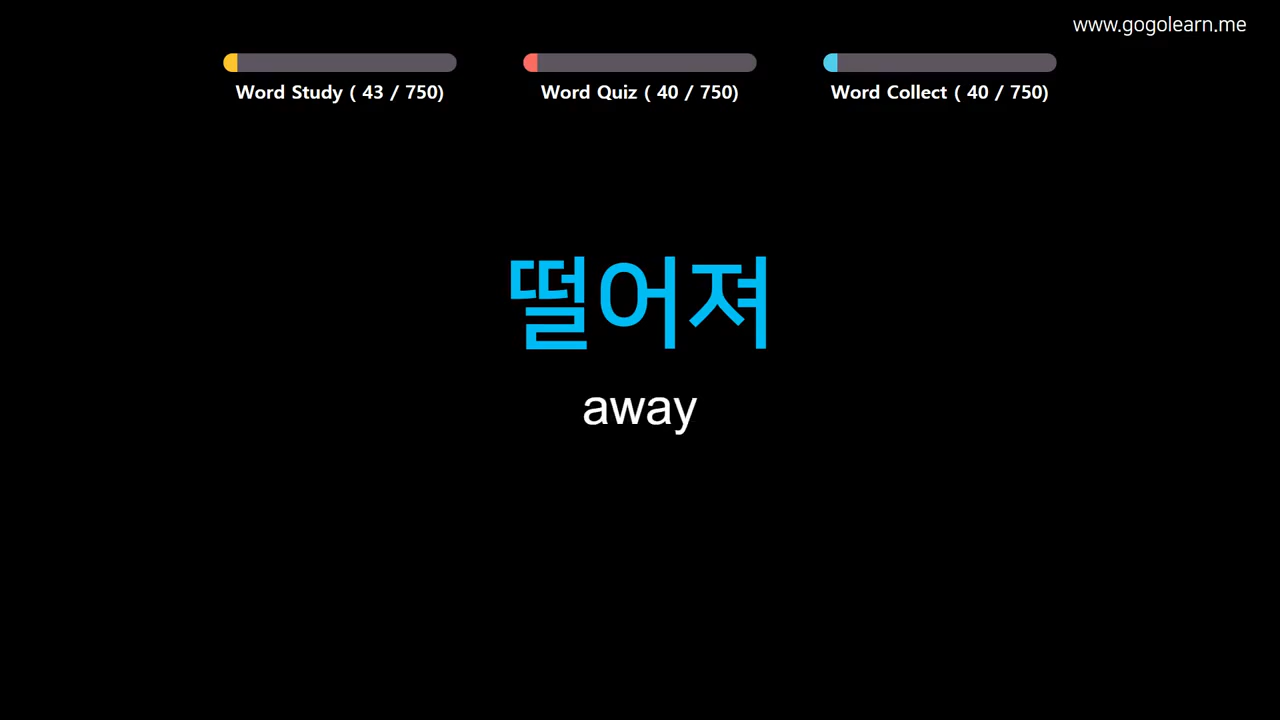 www.gogolearn.me
Word Study ( 43 / 750)
Word Quiz ( 40 / 750)
Word Collect ( 40 / 750)
떨어져
away